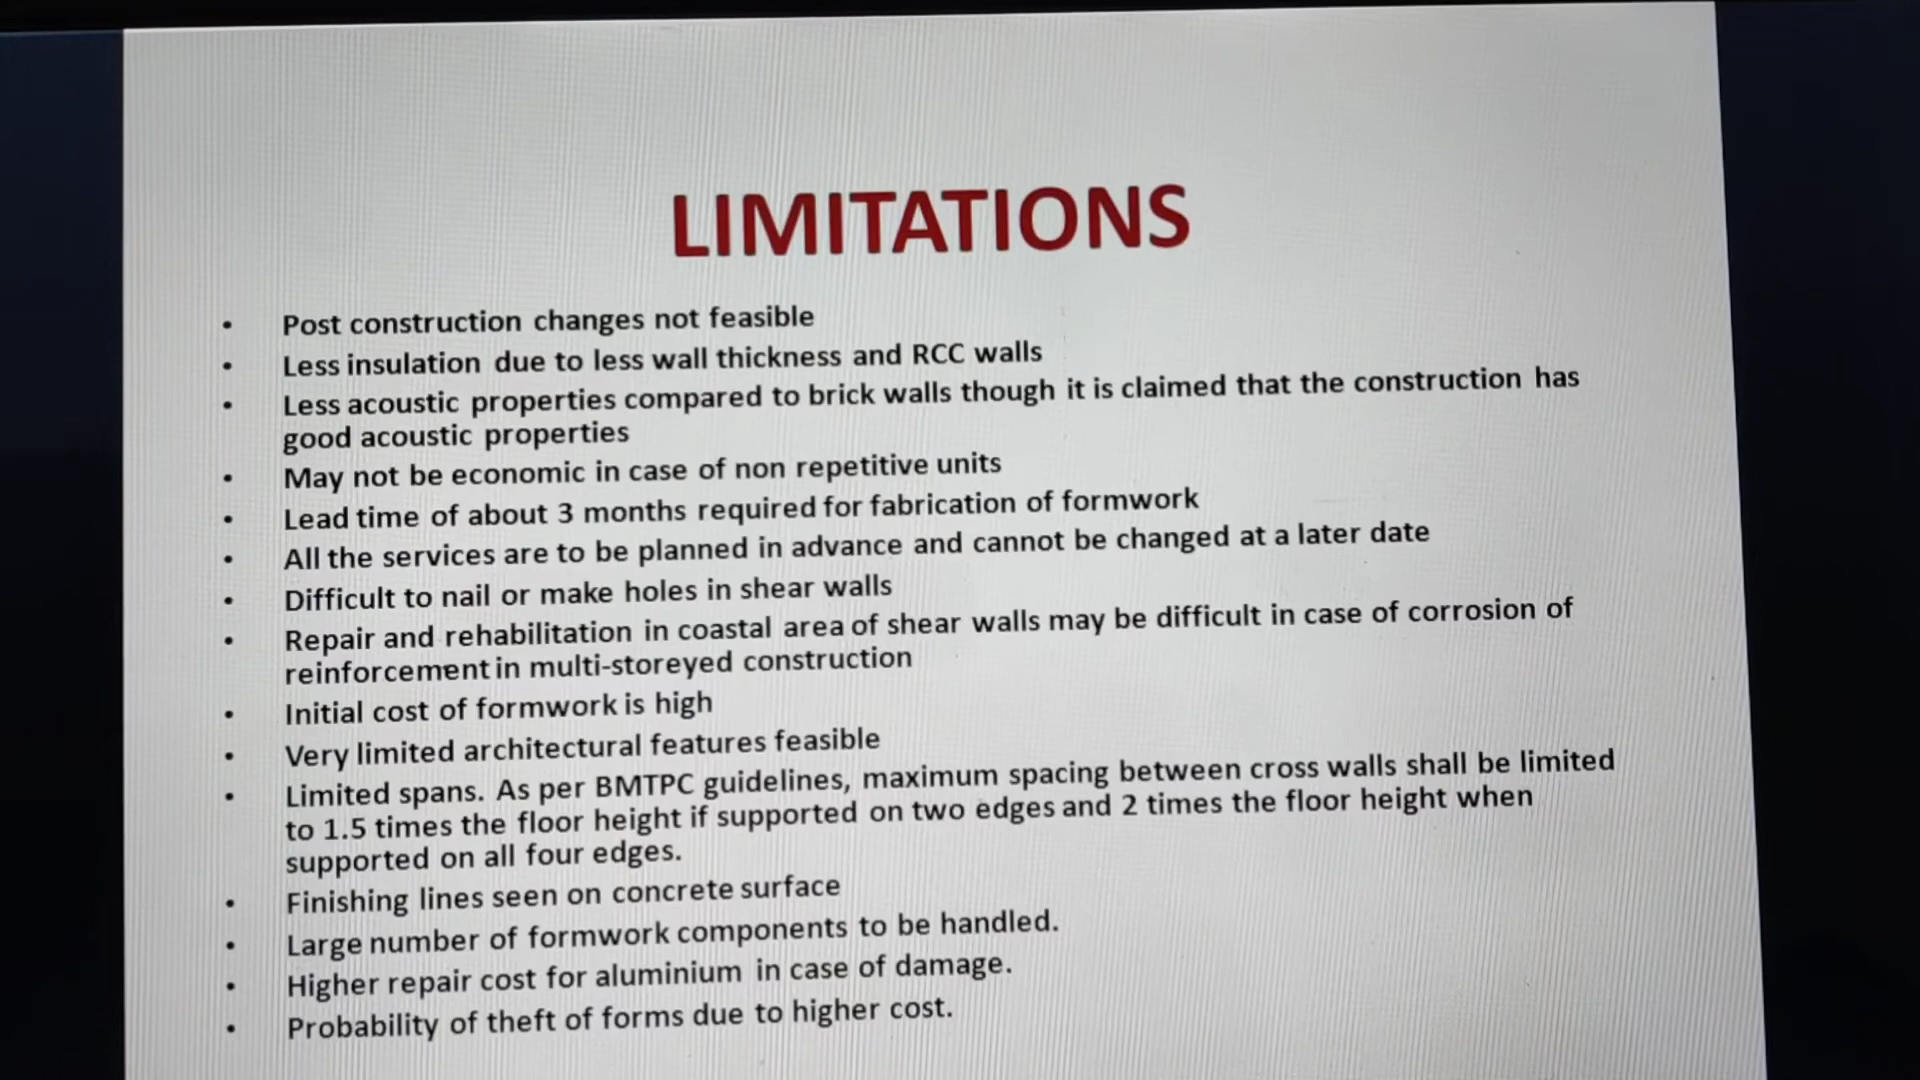 LIMITATIONS
• Post construction changes not feasible
• Less insulation due to less wall thickness and RCC walls
• Less acoustic properties compared to brick walls though it is claimed that the construction has
good acoustic properties
• May not be economic in case of non repetitive units
• Lead time of about 3 months required for fabrication of formwork
• All the services are to be planned in advance and cannot be changed at a later date
• Difficult to nail or make holes in shear walls
• Repair and rehabilitation in coastal area of shear walls may be difficult in case of corrosion of
reinforcement in multi-storeyed construction
• Initial cost of formwork is high
• Very limited architectural features feasible
• Limited spans. As per BMTPC guidelines, maximum spacing between cross walls shall be limited
to 1.5 times the floor height if supported on two edges and 2 times the floor height when
supported on all four edges.
• Finishing lines seen on concrete surface
• Large number of formwork components to be handled.
• Higher repair cost for aluminium in case of damage.
• Probability of theft of forms due to higher cost.